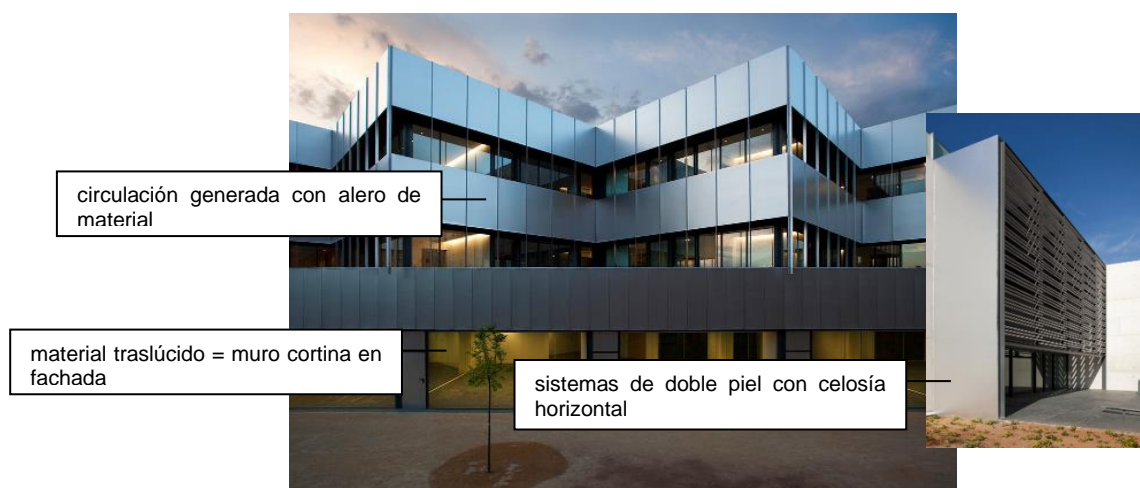 circulación generada con alero de
material
material traslúcido = muro cortina en
fachada
sistemas de doble piel con celosía
horizontal